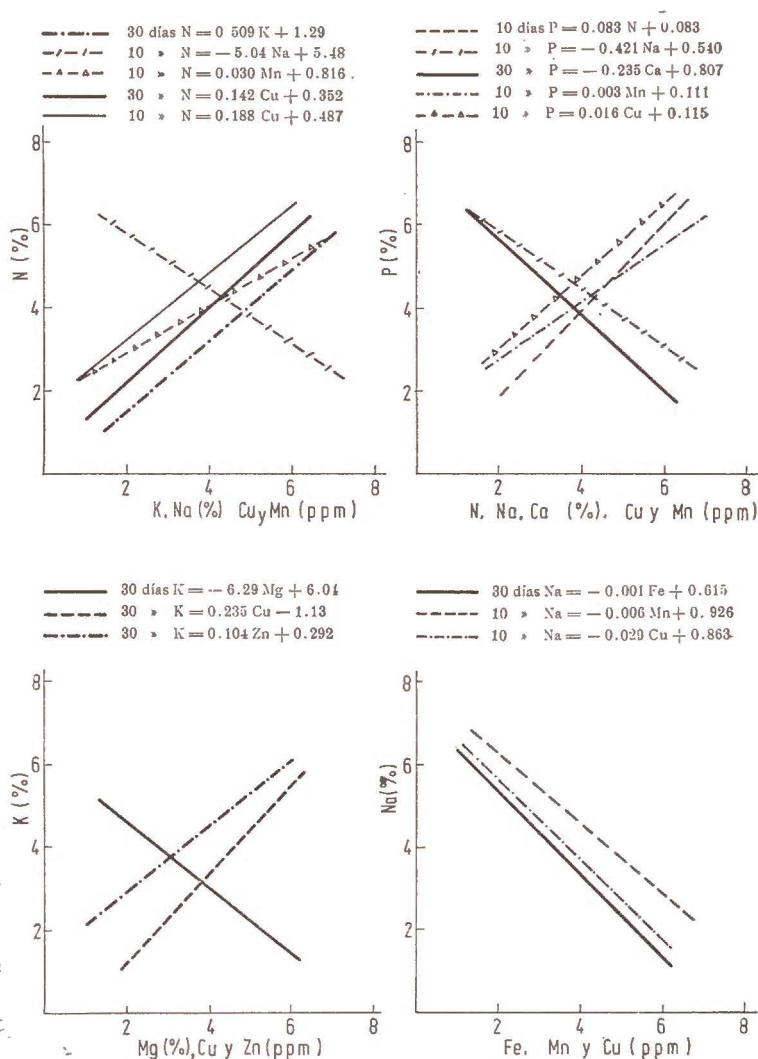 30 días N = 0 509 K + 1.29
10 » N = − 5.04 Na + 5.48
10 » N = 0.030 Mn + 0.816
30 » N = 0.142 Cu + 0.352
10 » N = 0.188 Cu + 0.487
8
6
4
2
N (%)
2 4 6 8
K, Na (%) Cu y Mn (ppm)
10 días P = 0.083 N + 0.083
10 » P = − 0.421 Na + 0.540
30 » P = − 0.235 Ca + 0.807
10 » P = 0.003 Mn + 0.111
10 » P = 0.016 Cu + 0.115
8
6
4
2
P (%)
2 4 6 8
N, Na, Ca (%). Cu y Mn (ppm)
30 días K = − 6.29 Mg + 6.04
30 » K = 0.235 Cu − 1.13
30 » K = 0.104 Zn + 0.292
8
6
4
2
K (%)
2 4 6 8
Mg (%), Cu y Zn (ppm)
30 días Na = − 0.001 Fe + 0.615
10 » Na = − 0.006 Mn + 0.926
10 » Na = − 0.029 Cu + 0.863
8
6
4
2
Na (%)
2 4 6 8
Fe. Mn y Cu (ppm)